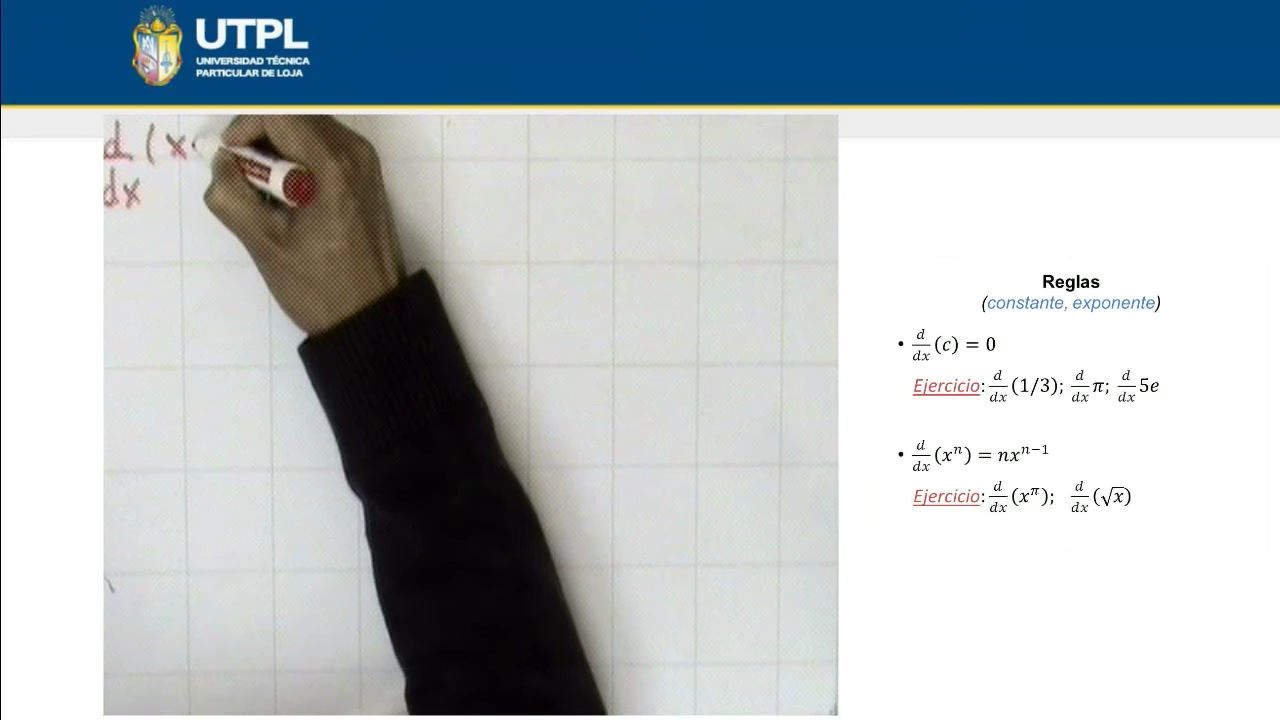 UTPL
UNIVERSIDAD TÉCNICA
PARTICULAR DE LOJA
d (x
dx
Reglas
(constante, exponente)
• d/dx (c) = 0
Ejercicio: d/dx (1/3); d/dx π; d/dx 5e
• d/dx (xⁿ) = nxⁿ⁻¹
Ejercicio: d/dx (x^π); d/dx (√x)